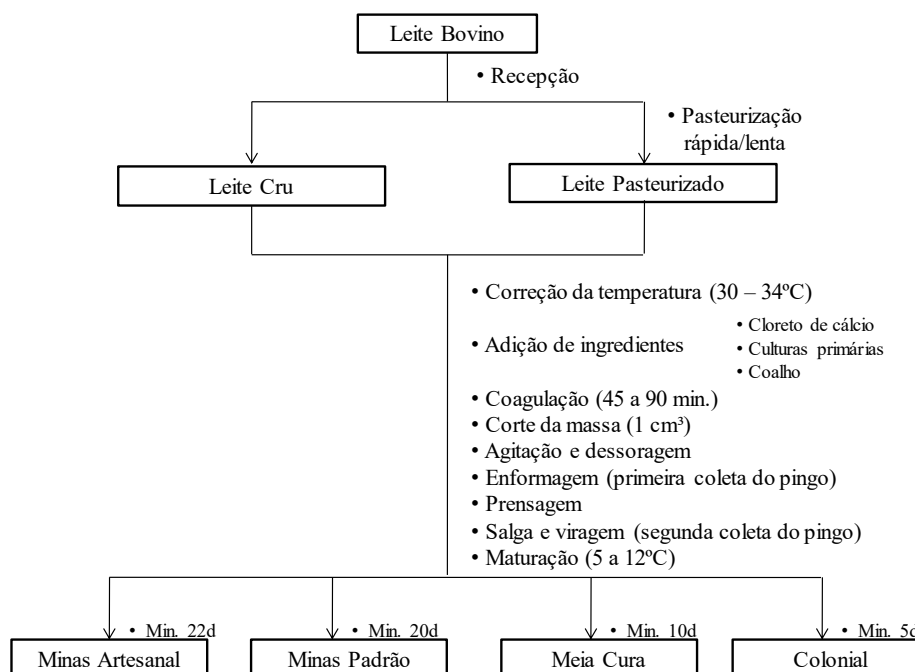 Leite Bovino
• Recepção
• Pasteurização
rápida/lenta
Leite Cru
Leite Pasteurizado
• Correção da temperatura (30 – 34ºC)
• Adição de ingredientes
• Cloreto de cálcio
• Culturas primárias
• Coalho
• Coagulação (45 a 90 min.)
• Corte da massa (1 cm³)
• Agitação e dessoragem
• Enformagem (primeira coleta do pingo)
• Prensagem
• Salga e viragem (segunda coleta do pingo)
• Maturação (5 a 12ºC)
• Min. 22d
• Min. 20d
• Min. 10d
• Min. 5d
Minas Artesanal
Minas Padrão
Meia Cura
Colonial